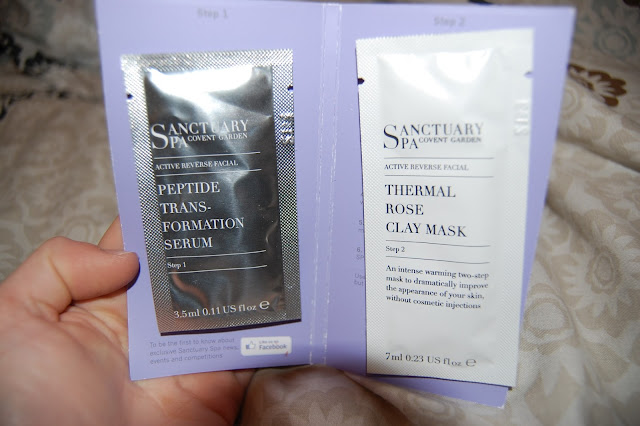 Step 1
SANCTUARY
SPA COVENT GARDEN
ACTIVE REVERSE FACIAL
PEPTIDE
TRANS-
FORMATION
SERUM
Step 1
3.5ml 0.11 US fl oz e
To be the first to know about
exclusive Sanctuary Spa news,
events and competitions
Facebook
Step 2
SANCTUARY
SPA COVENT GARDEN
ACTIVE REVERSE FACIAL
THERMAL
ROSE
CLAY MASK
Step 2
An intense warming two-step
mask to dramatically improve
the appearance of your skin,
without cosmetic injections
7ml 0.23 US fl oz e